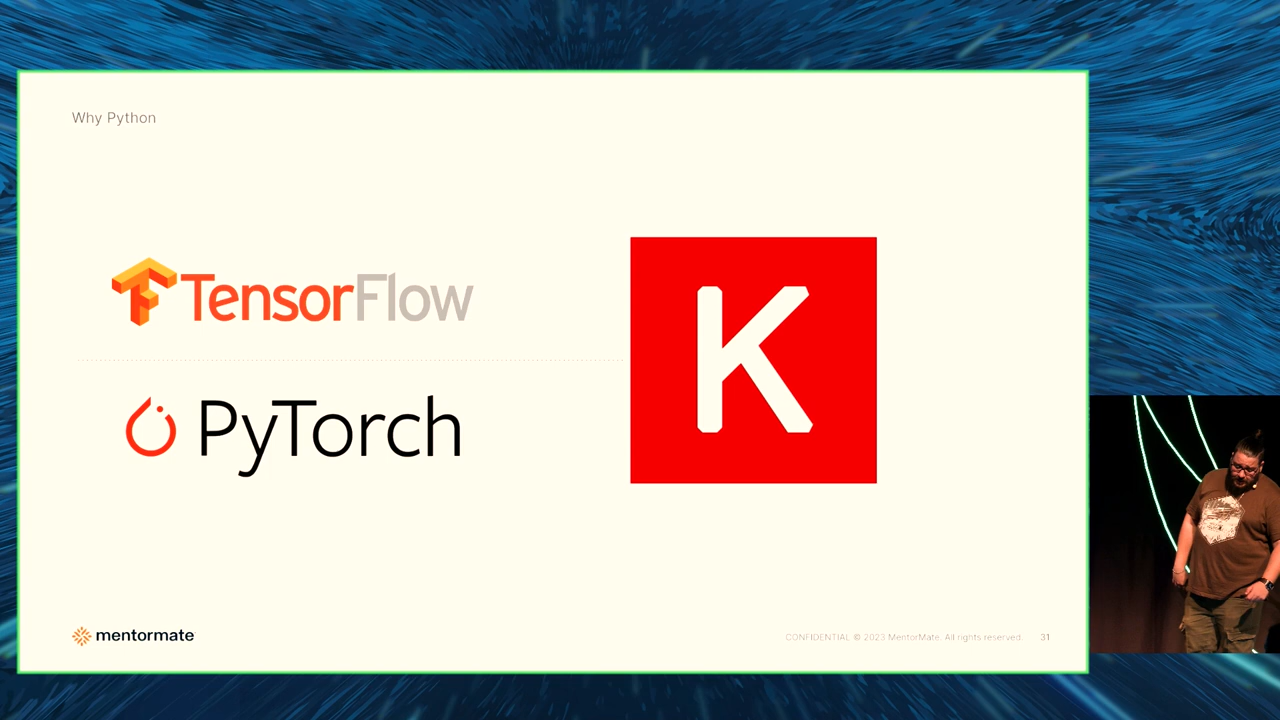 Why Python
TensorFlow
PyTorch
K
mentormate
CONFIDENTIAL © 2023 MentorMate. All rights reserved.
31